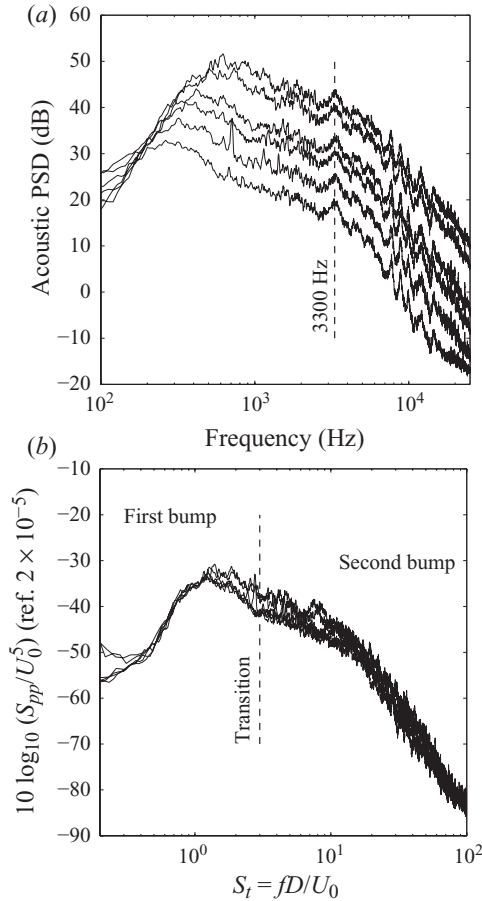 (a)
60
50
40
30
20
10
0
−10
−20
Acoustic PSD (dB)
3300 Hz
10² 10³ 10⁴
Frequency (Hz)
(b)
−10
−20
−30
−40
−50
−60
−70
−80
−90
10 log₁₀ (Sₚₚ/U₀⁵) (ref. 2 × 10⁻⁵)
First bump
Second bump
Transition
10⁰ 10¹ 10²
Sₜ = fD/U₀